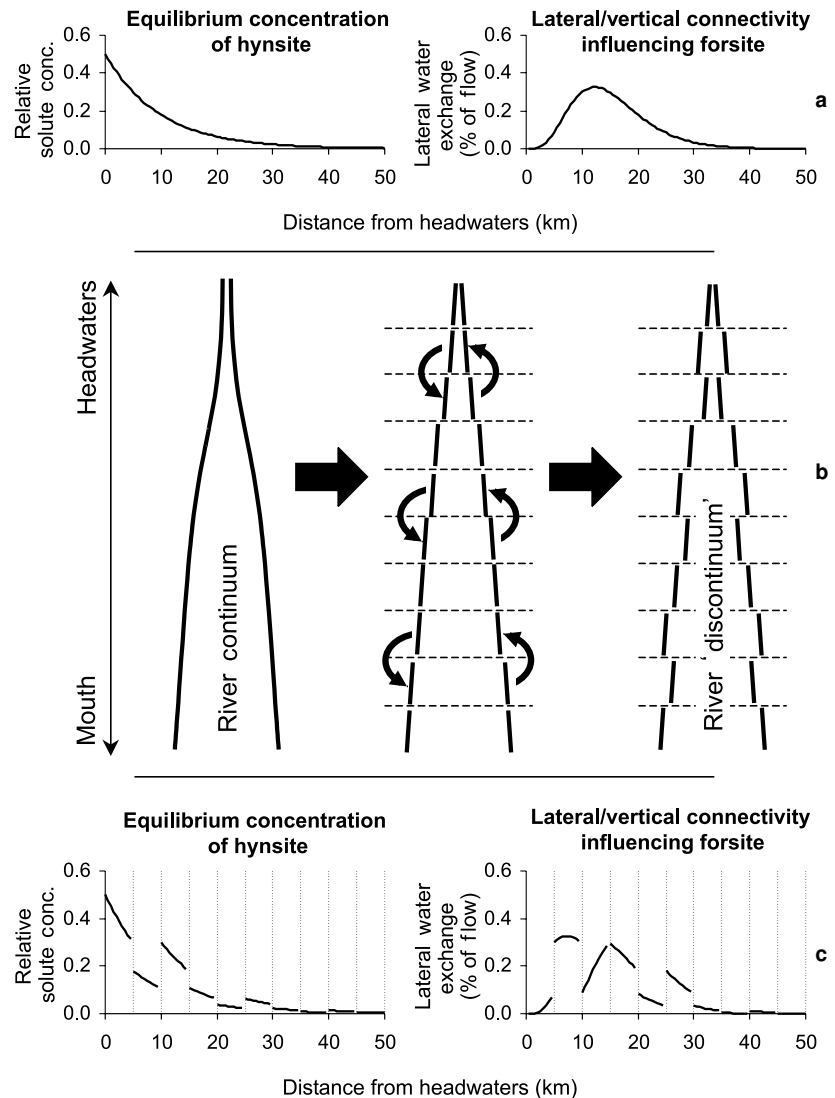 Equilibrium concentration
of hynsite
Relative
solute conc.
0.6
0.4
0.2
0.0
0 10 20 30 40 50
Lateral/vertical connectivity
influencing forsite
Lateral water
exchange
(% of flow)
0.6
0.4
0.2
0.0
0 10 20 30 40 50
a
Distance from headwaters (km)
Headwaters
Mouth
River continuum
River 'discontinuum'
b
Equilibrium concentration
of hynsite
Relative
solute conc.
0.6
0.4
0.2
0.0
0 10 20 30 40 50
Lateral/vertical connectivity
influencing forsite
Lateral water
exchange
(% of flow)
0.6
0.4
0.2
0.0
0 10 20 30 40 50
c
Distance from headwaters (km)